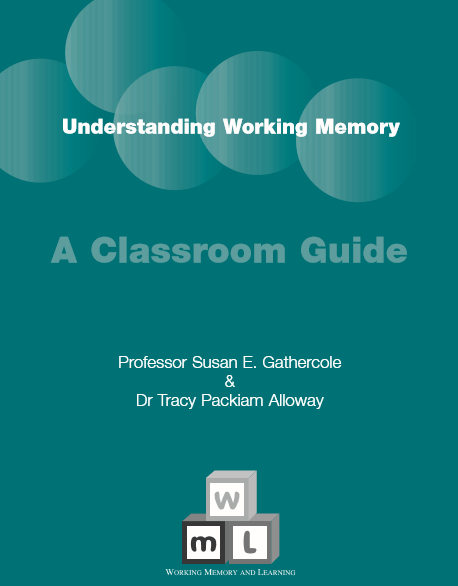 Understanding Working Memory
A Classroom Guide
Professor Susan E. Gathercole
&
Dr Tracy Packiam Alloway
w
m L
WORKING MEMORY AND LEARNING